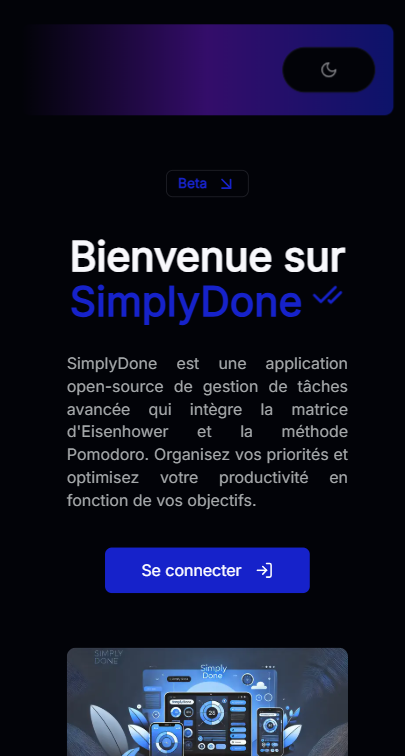 Beta
Bienvenue sur
SimplyDone
SimplyDone est une application
open-source de gestion de tâches
avancée qui intègre la matrice
d'Eisenhower et la méthode
Pomodoro. Organisez vos priorités et
optimisez votre productivité en
fonction de vos objectifs.
Se connecter
SIMPLY
DONE
Simply
Done